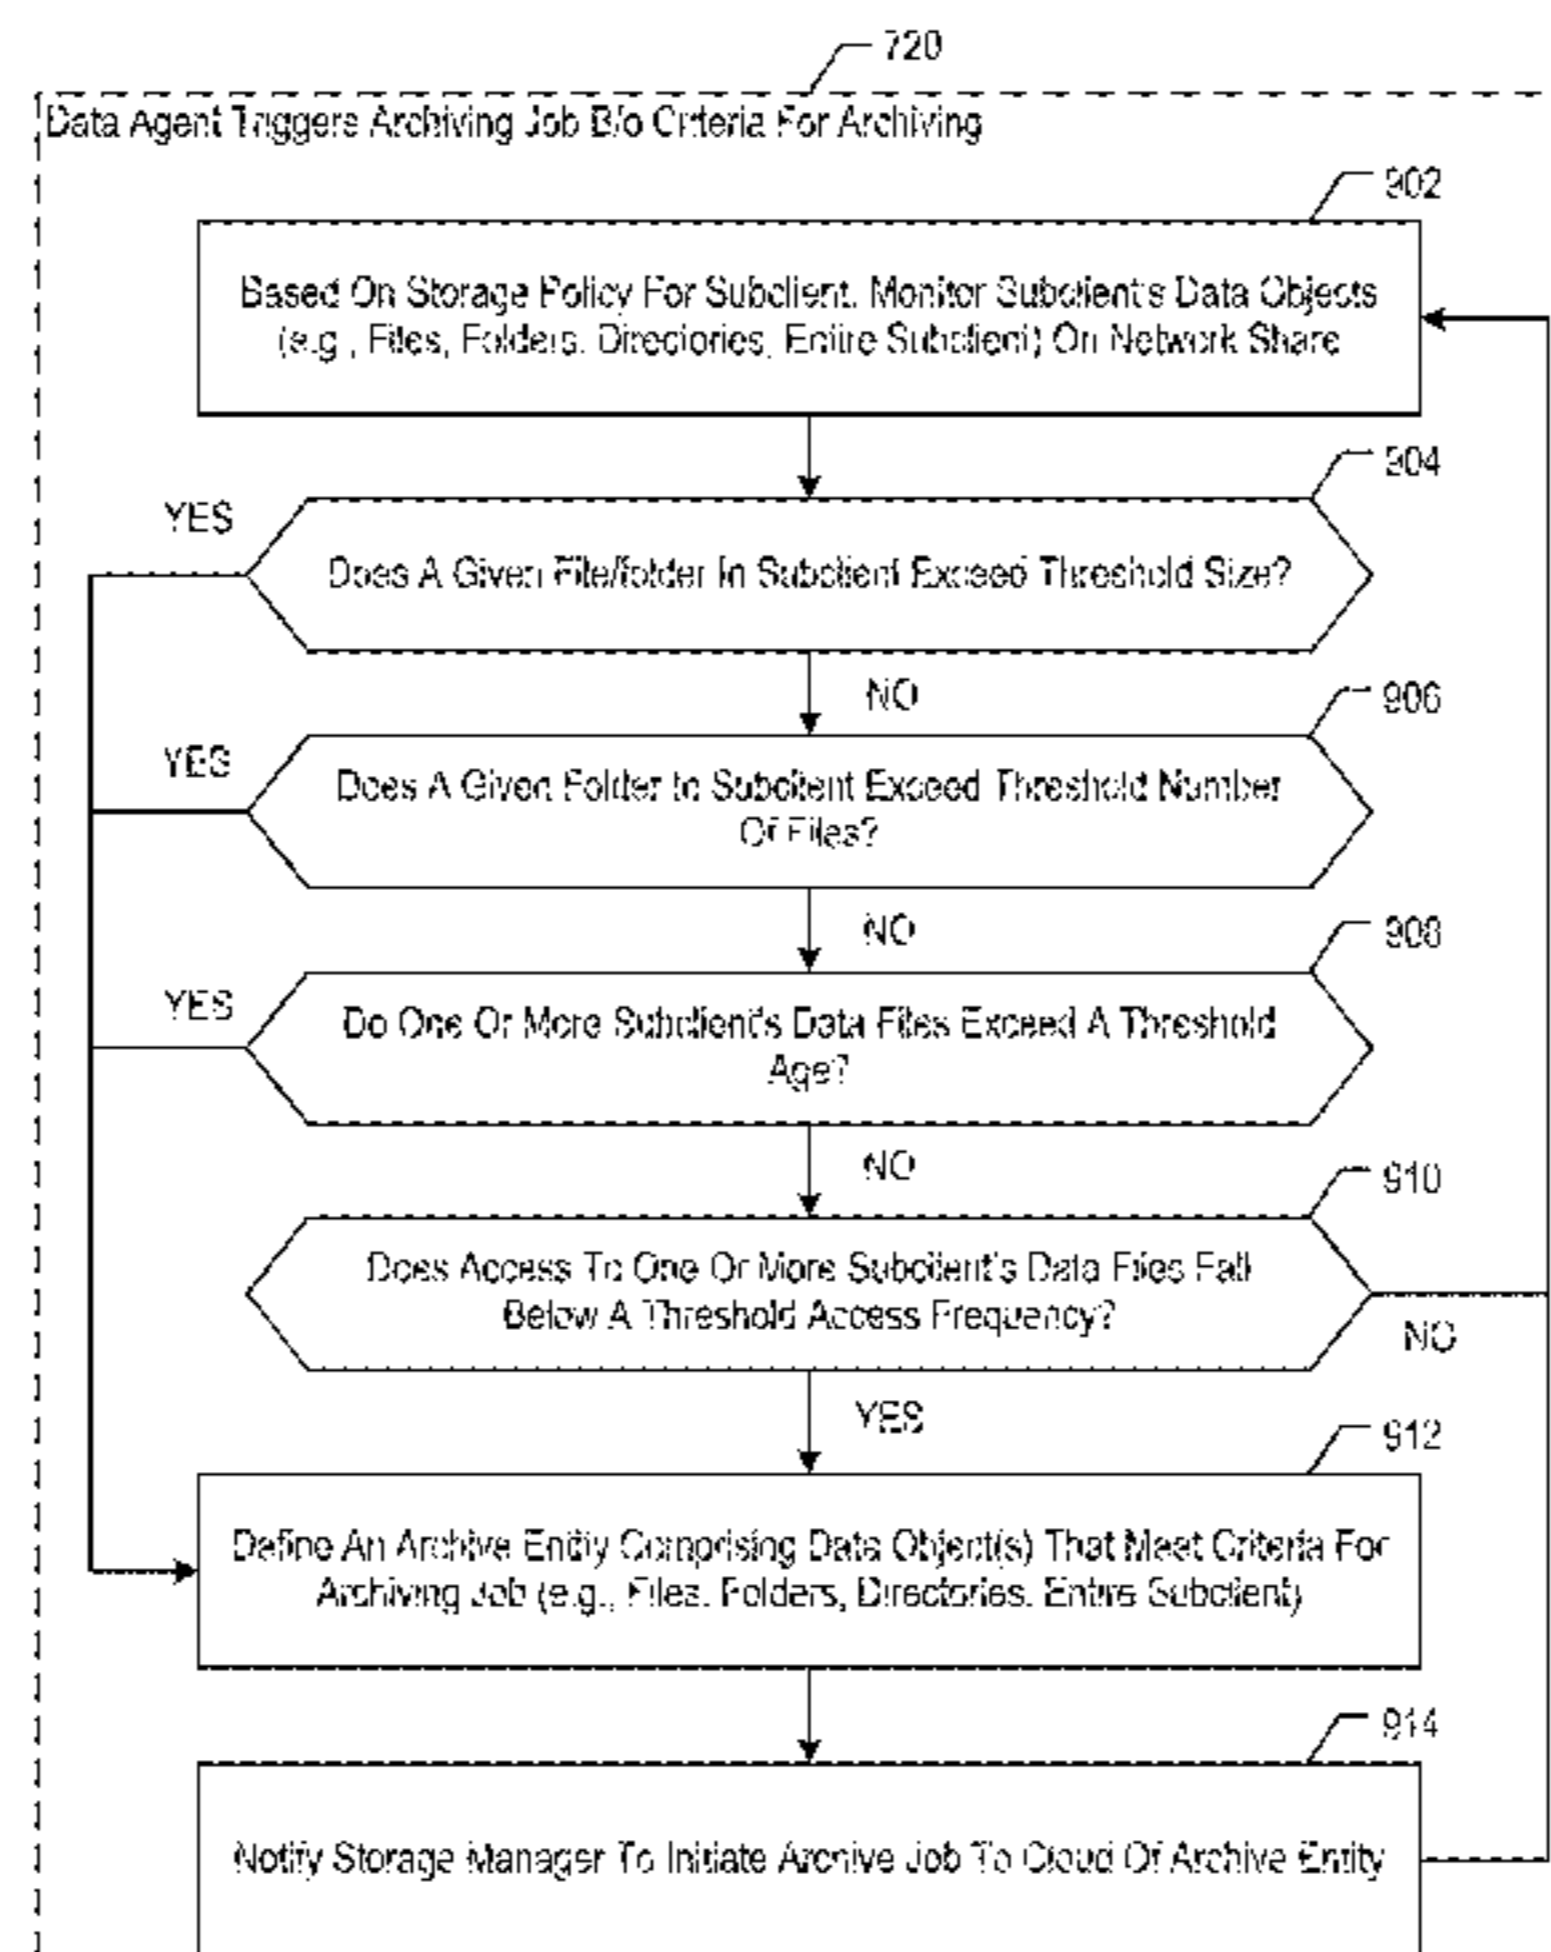 720
Data Agent Triggers Archiving Job B/o Criteria For Archiving
902
Based On Storage Policy For Subclient, Monitor Subclient's Data Objects
(e.g., Files, Folders, Directories, Entire Subclient) On Network Share
904
YES
Does A Given File/folder In Subclient Exceed Threshold Size?
NO
906
YES
Does A Given Folder In Subclient Exceed Threshold Number
Of Files?
NO
908
YES
Do One Or More Subclient's Data Files Exceed A Threshold
Age?
NO
910
Does Access To One Or More Subclient's Data Files Fall
Below A Threshold Access Frequency?
NO
YES
912
Define An Archive Entity Comprising Data Object(s) That Meet Criteria For
Archiving Job (e.g., Files, Folders, Directories, Entire Subclient)
914
Notify Storage Manager To Initiate Archive Job To Cloud Of Archive Entity